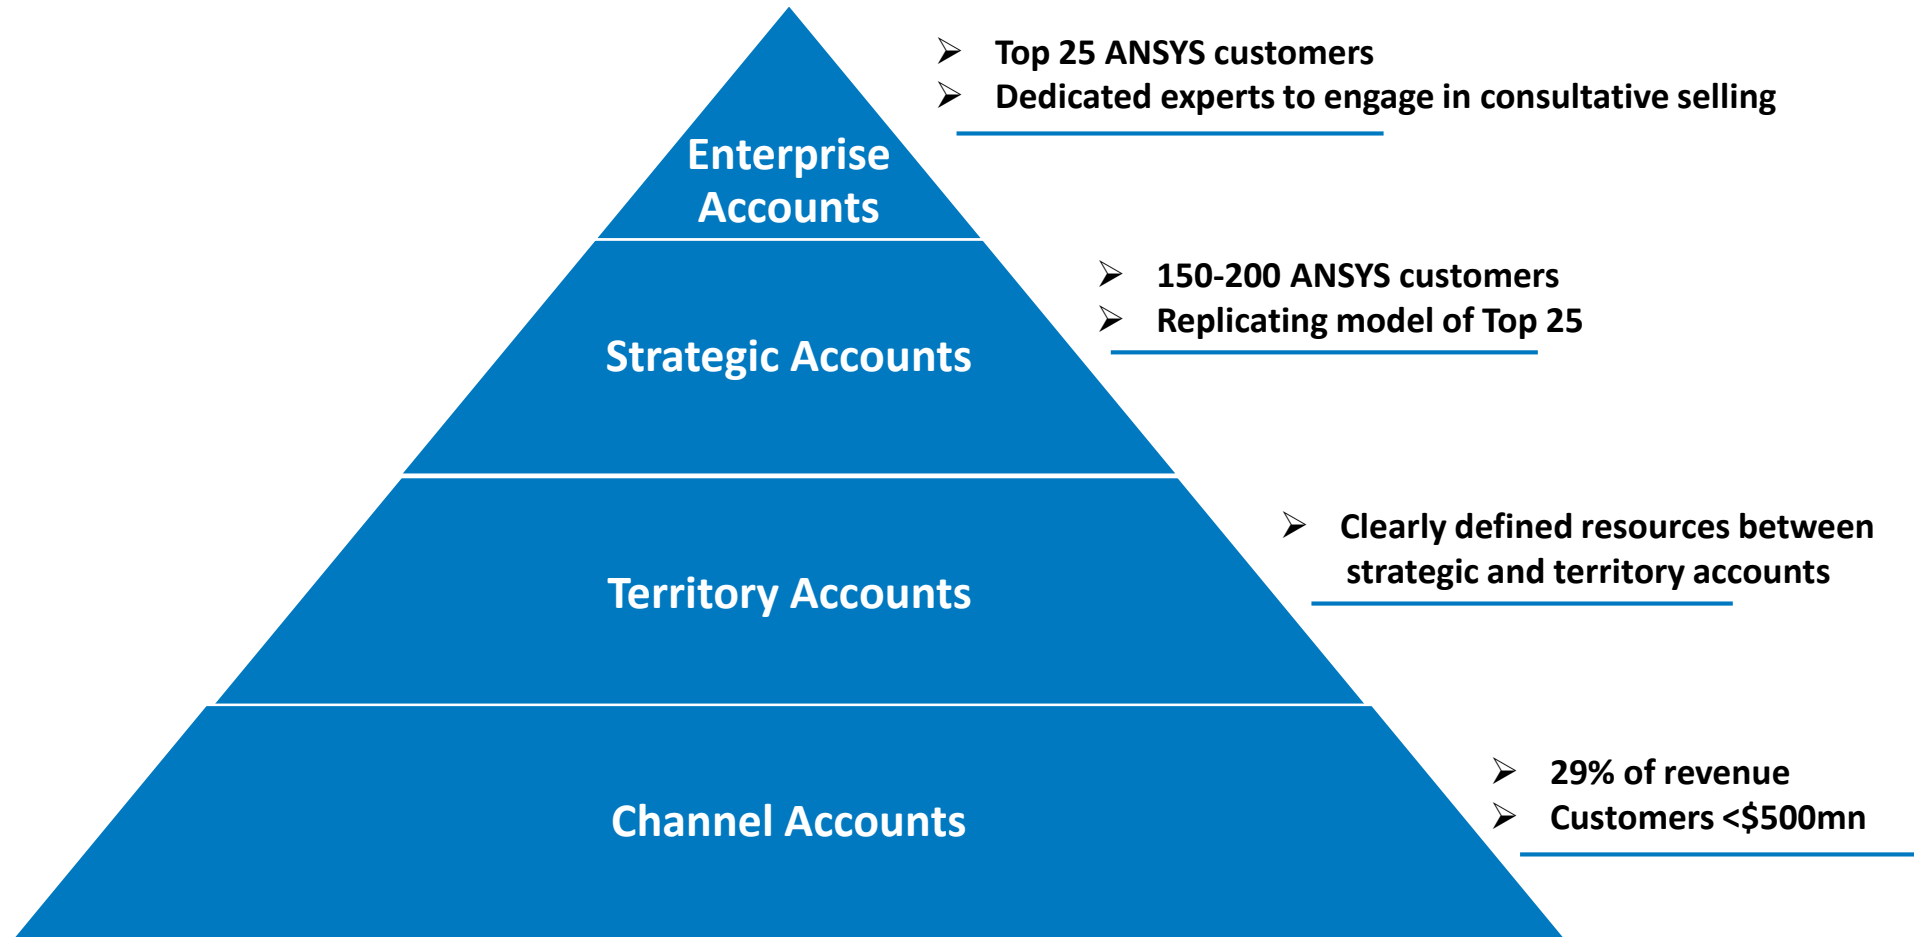 ➢ Top 25 ANSYS customers
➢ Dedicated experts to engage in consultative selling
Enterprise
Accounts
➢ 150-200 ANSYS customers
➢ Replicating model of Top 25
Strategic Accounts
➢ Clearly defined resources between
strategic and territory accounts
Territory Accounts
➢ 29% of revenue
➢ Customers <$500mn
Channel Accounts